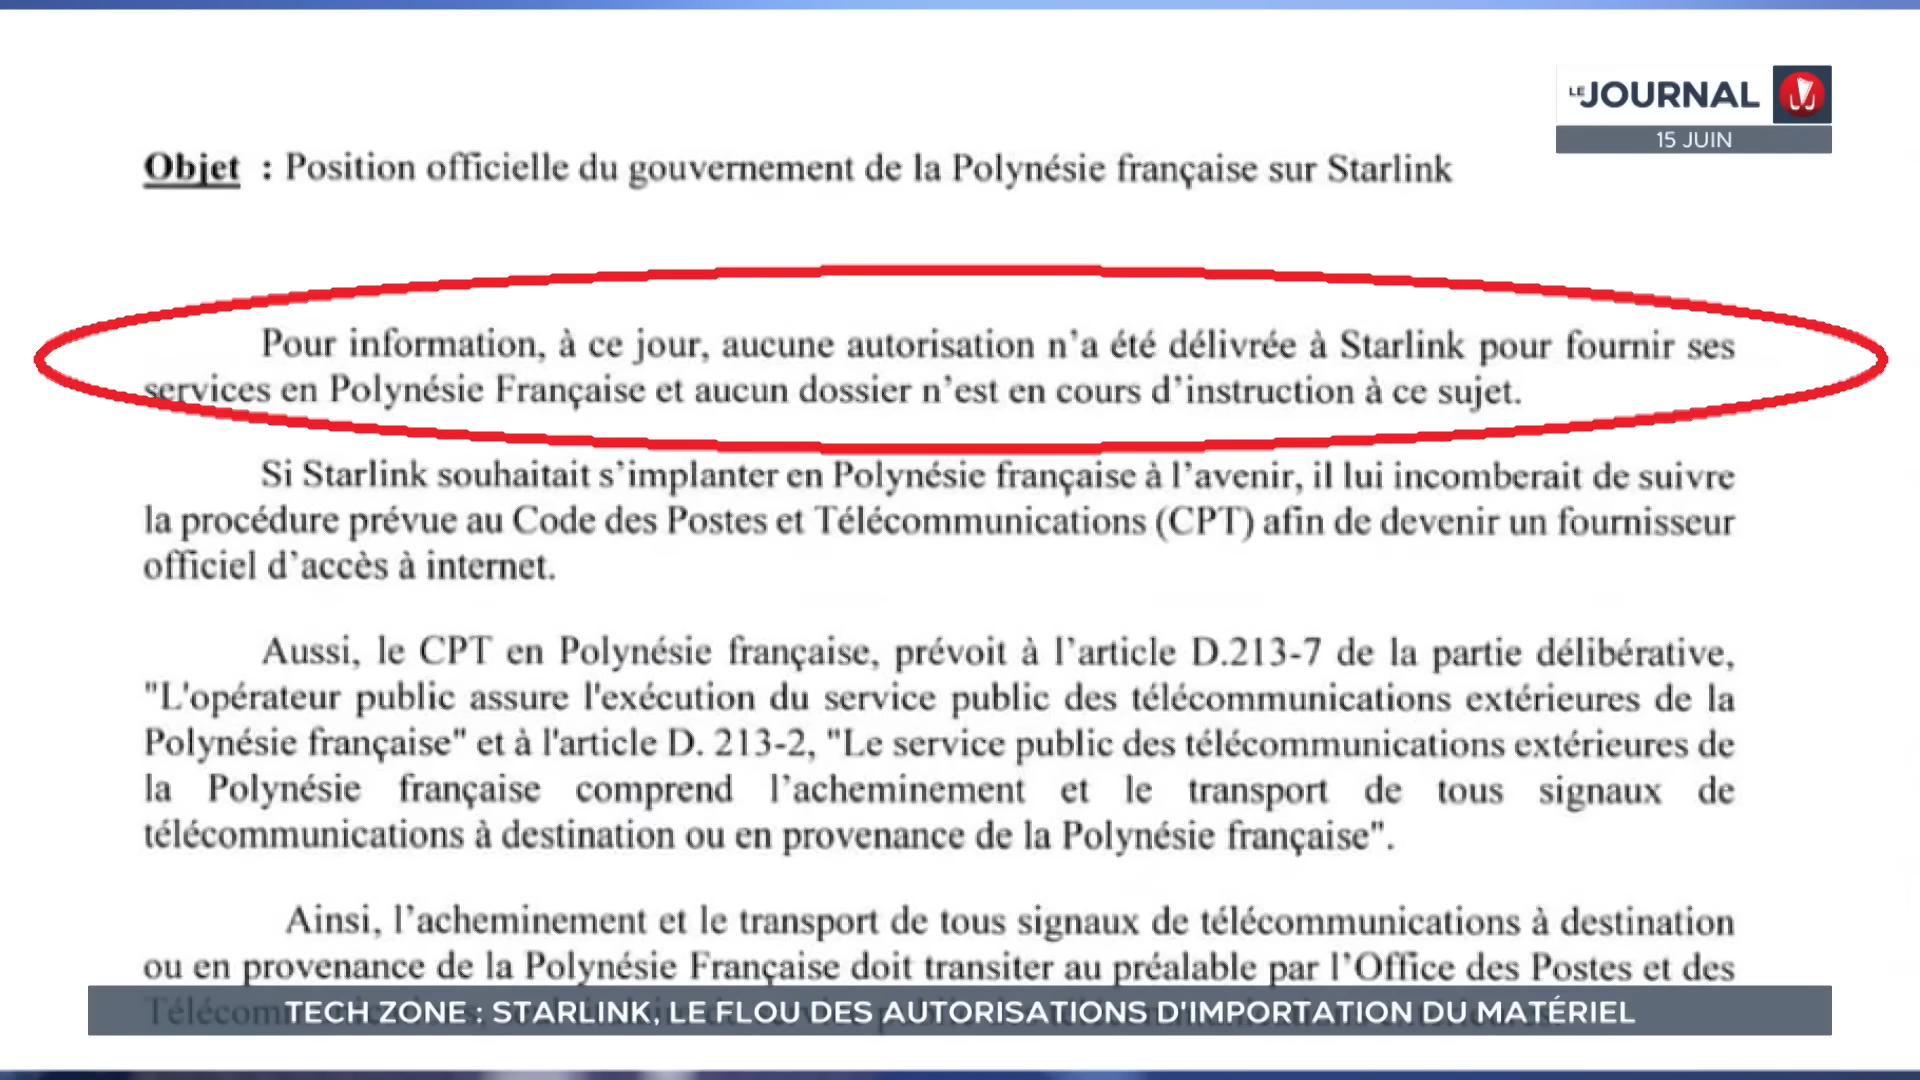 LE JOURNAL
15 JUIN
Objet : Position officielle du gouvernement de la Polynésie française sur Starlink
Pour information, à ce jour, aucune autorisation n’a été délivrée à Starlink pour fournir ses
services en Polynésie Française et aucun dossier n’est en cours d’instruction à ce sujet.
Si Starlink souhaitait s’implanter en Polynésie française à l’avenir, il lui incomberait de suivre
la procédure prévue au Code des Postes et Télécommunications (CPT) afin de devenir un fournisseur
officiel d’accès à internet.
Aussi, le CPT en Polynésie française, prévoit à l’article D.213-7 de la partie délibérative,
"L'opérateur public assure l'exécution du service public des télécommunications extérieures de la
Polynésie française" et à l'article D. 213-2, "Le service public des télécommunications extérieures de
la Polynésie française comprend l’acheminement et le transport de tous signaux de
télécommunications à destination ou en provenance de la Polynésie française".
Ainsi, l’acheminement et le transport de tous signaux de télécommunications à destination
ou en provenance de la Polynésie Française doit transiter au préalable par l’Office des Postes et des
TECH ZONE : STARLINK, LE FLOU DES AUTORISATIONS D'IMPORTATION DU MATÉRIEL